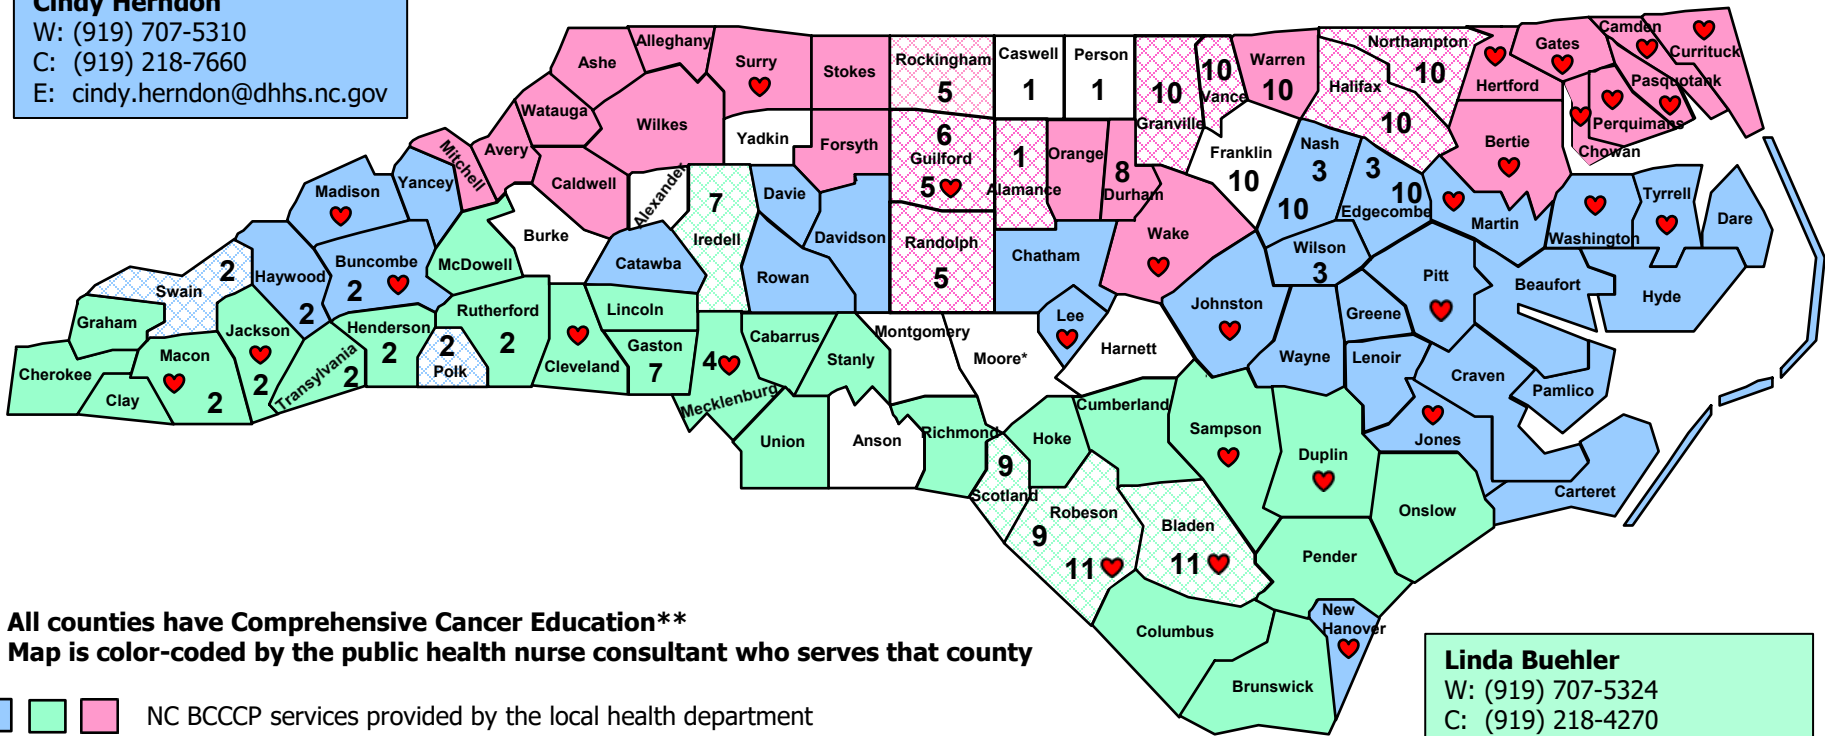 Cindy Herndon
W: (919) 707-5310
C: (919) 218-7660
E: cindy.herndon@dhhs.nc.gov
Ashe
Alleghany
Surry
Stokes
Rockingham
5
Caswell
1
Person
1
10
Granville
10
Vance
Warren
10
Northampton
10
Halifax
10
Hertford
Gates
Camden
Currituck
Pasquotank
Perquimans
Chowan
Bertie
Watauga
Wilkes
Yadkin
Forsyth
6
Guilford
5
1
Alamance
Orange
8
Durham
Franklin
10
Nash
3
10
3
10
Edgecombe
Martin
Washington
Tyrrell
Dare
Mitchell
Avery
Caldwell
Alexander
7
Iredell
Davie
Davidson
Randolph
5
Chatham
Wake
Wilson
3
Pitt
Beaufort
Hyde
Madison
Yancey
Burke
McDowell
Catawba
Rowan
Swain
2
Haywood
2
Buncombe
2
Rutherford
2
Lincoln
Gaston
7
Cleveland
Graham
Jackson
2
Henderson
2
2
Polk
Transylvania
2
Macon
2
Cherokee
Clay
4
Mecklenburg
Cabarrus
Stanly
Montgomery
Moore*
Lee
Harnett
Johnston
Wayne
Greene
Lenoir
Craven
Pamlico
Jones
Carteret
Union
Anson
Richmond
Hoke
Cumberland
Sampson
Duplin
Onslow
9
Scotland
Robeson
9
11
Bladen
11
Pender
Columbus
New
Hanover
Brunswick
All counties have Comprehensive Cancer Education**
Map is color-coded by the public health nurse consultant who serves that county
NC BCCCP services provided by the local health department
Linda Buehler
W: (919) 707-5324
C: (919) 218-4270